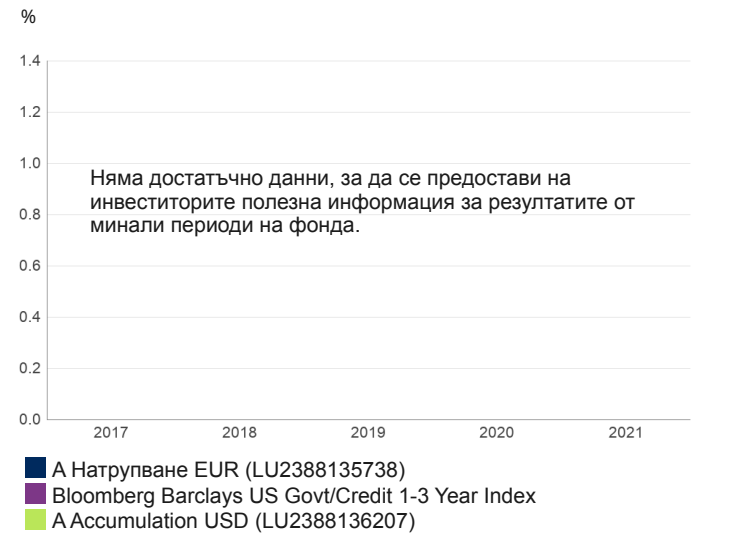 %
1.4
1.2
1.0
Няма достатъчно данни, за да се предостави на
инвеститорите полезна информация за резултатите от
минали периоди на фонда.
0.8
0.6
0.4
0.2
0.0
2017 2018 2019 2020 2021
А Натрупване EUR (LU2388135738)
Bloomberg Barclays US Govt/Credit 1-3 Year Index
A Accumulation USD (LU2388136207)